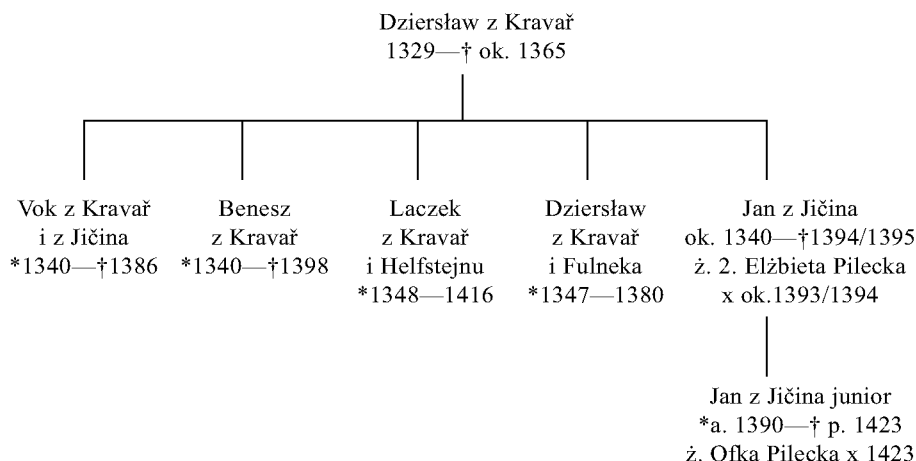 Dziersław z Kravař
1329—† ok. 1365
Vok z Kravař
i z Jičina
*1340—†1386
Benesz
z Kravař
*1340—†1398
Laczek
z Kravař
i Helfstejnu
*1348—1416
Dziersław
z Kravař
i Fulneka
*1347—1380
Jan z Jičina
ok. 1340—†1394/1395
ż. 2. Elżbieta Pilecka
x ok.1393/1394
Jan z Jičina junior
*a. 1390—† p. 1423
ż. Ofka Pilecka x 1423